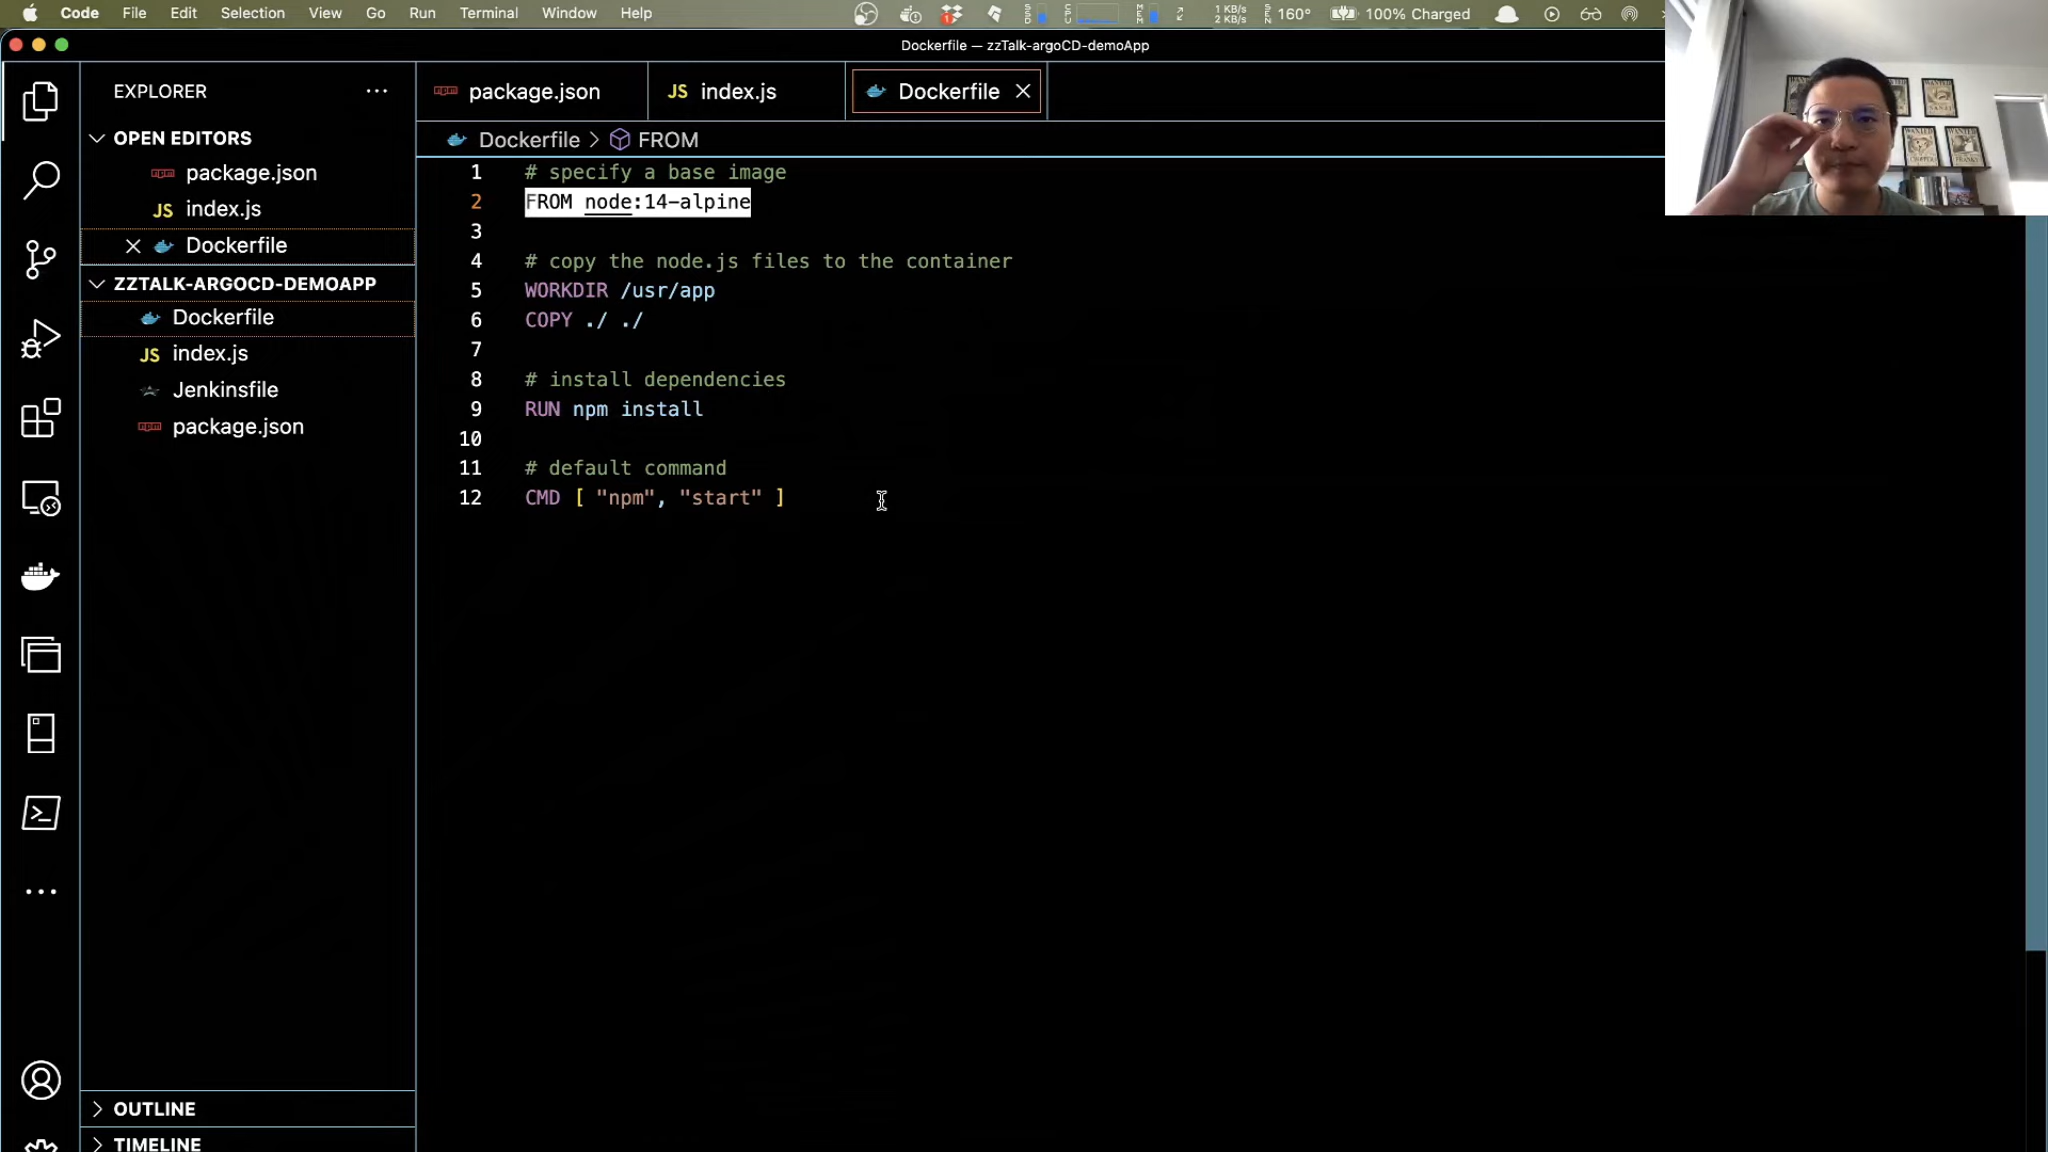 Code File Edit Selection View Go Run Terminal Window Help 1 KB/s 2 KB/s 160° 100% Charged
Dockerfile — zzTalk-argoCD-demoApp
EXPLORER
package.json
JS index.js
Dockerfile
OPEN EDITORS
package.json
JS index.js
Dockerfile
ZZTALK-ARGOCD-DEMOAPP
Dockerfile
JS index.js
Jenkinsfile
package.json
OUTLINE
TIMELINE
Dockerfile > FROM
1 # specify a base image
2 FROM node:14-alpine
3
4 # copy the node.js files to the container
5 WORKDIR /usr/app
6 COPY ./ ./
7
8 # install dependencies
9 RUN npm install
10
11 # default command
12 CMD [ "npm", "start" ]
WANTED
WANTED